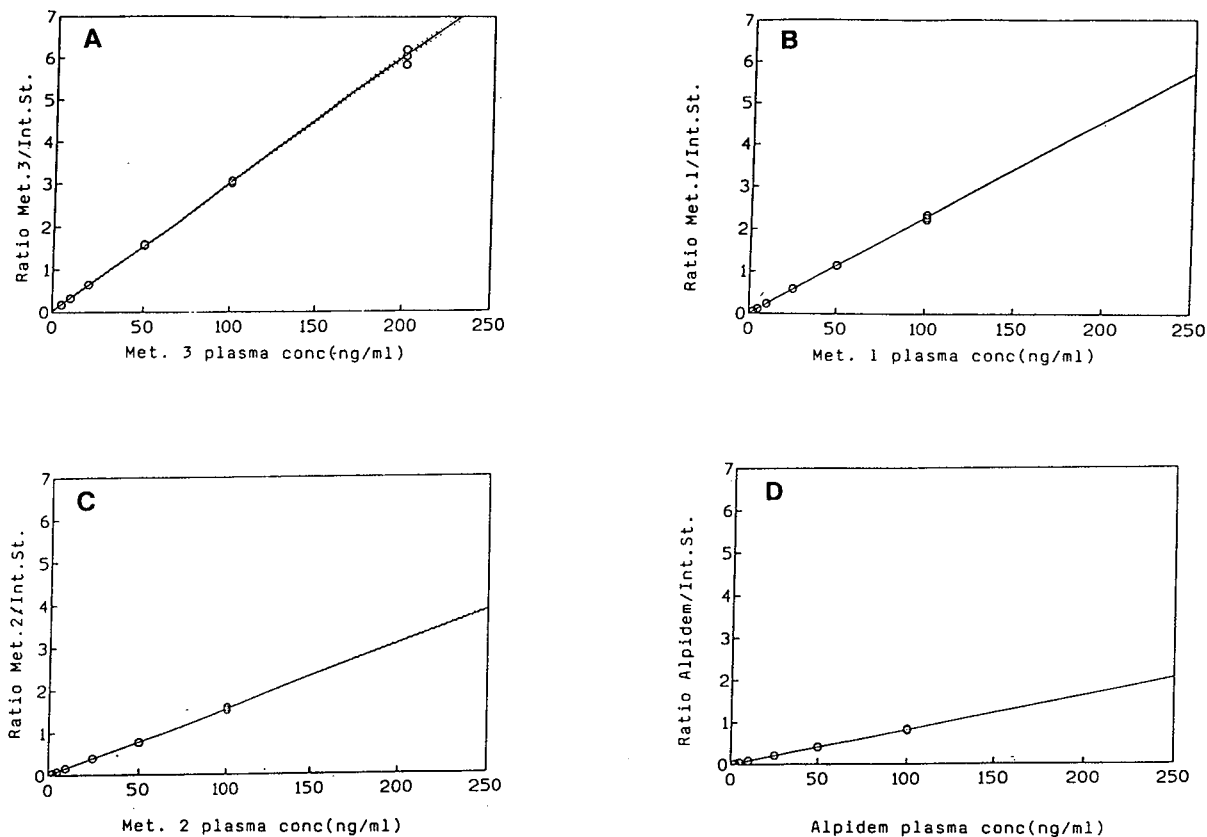 A
7
6
5
4
3
2
1
0
Ratio Met.3/Int.St.
0 50 100 150 200 250
Met. 3 plasma conc(ng/ml)
B
7
6
5
4
3
2
1
0
Ratio Met.1/Int.St.
0 50 100 150 200 250
Met. 1 plasma conc(ng/ml)
C
7
6
5
4
3
2
1
0
Ratio Met.2/Int.St.
0 50 100 150 200 250
Met. 2 plasma conc(ng/ml)
D
7
6
5
4
3
2
1
0
Ratio Alpidem/Int.St.
0 50 100 150 200 250
Alpidem plasma conc(ng/ml)